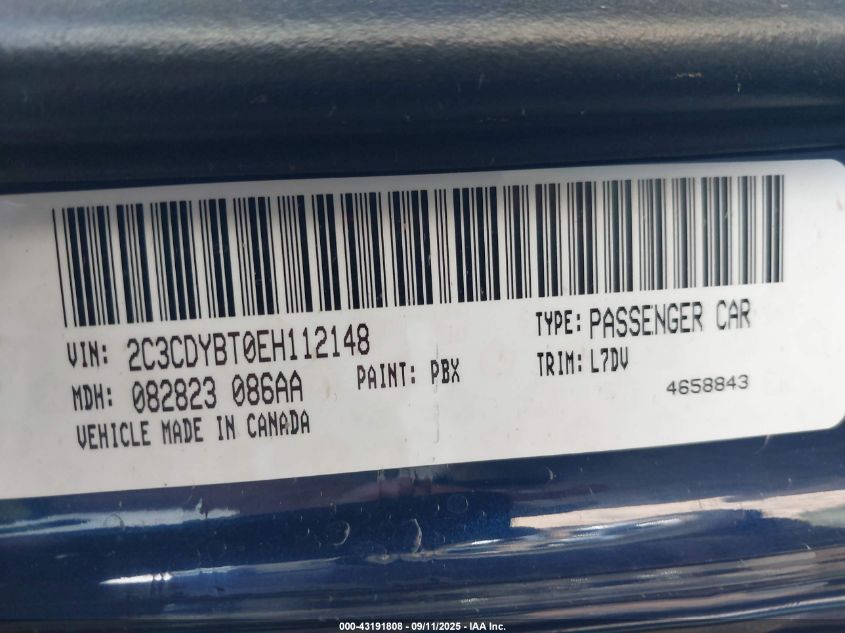 VIN: 2C3CDYBT0EH112148
TYPE: PASSENGER CAR
MDH: 082823 086AA
PAINT: PBX
TRIM: L7DV
VEHICLE MADE IN CANADA
4658843
000-43191808 - 09/11/2025 - IAA Inc.